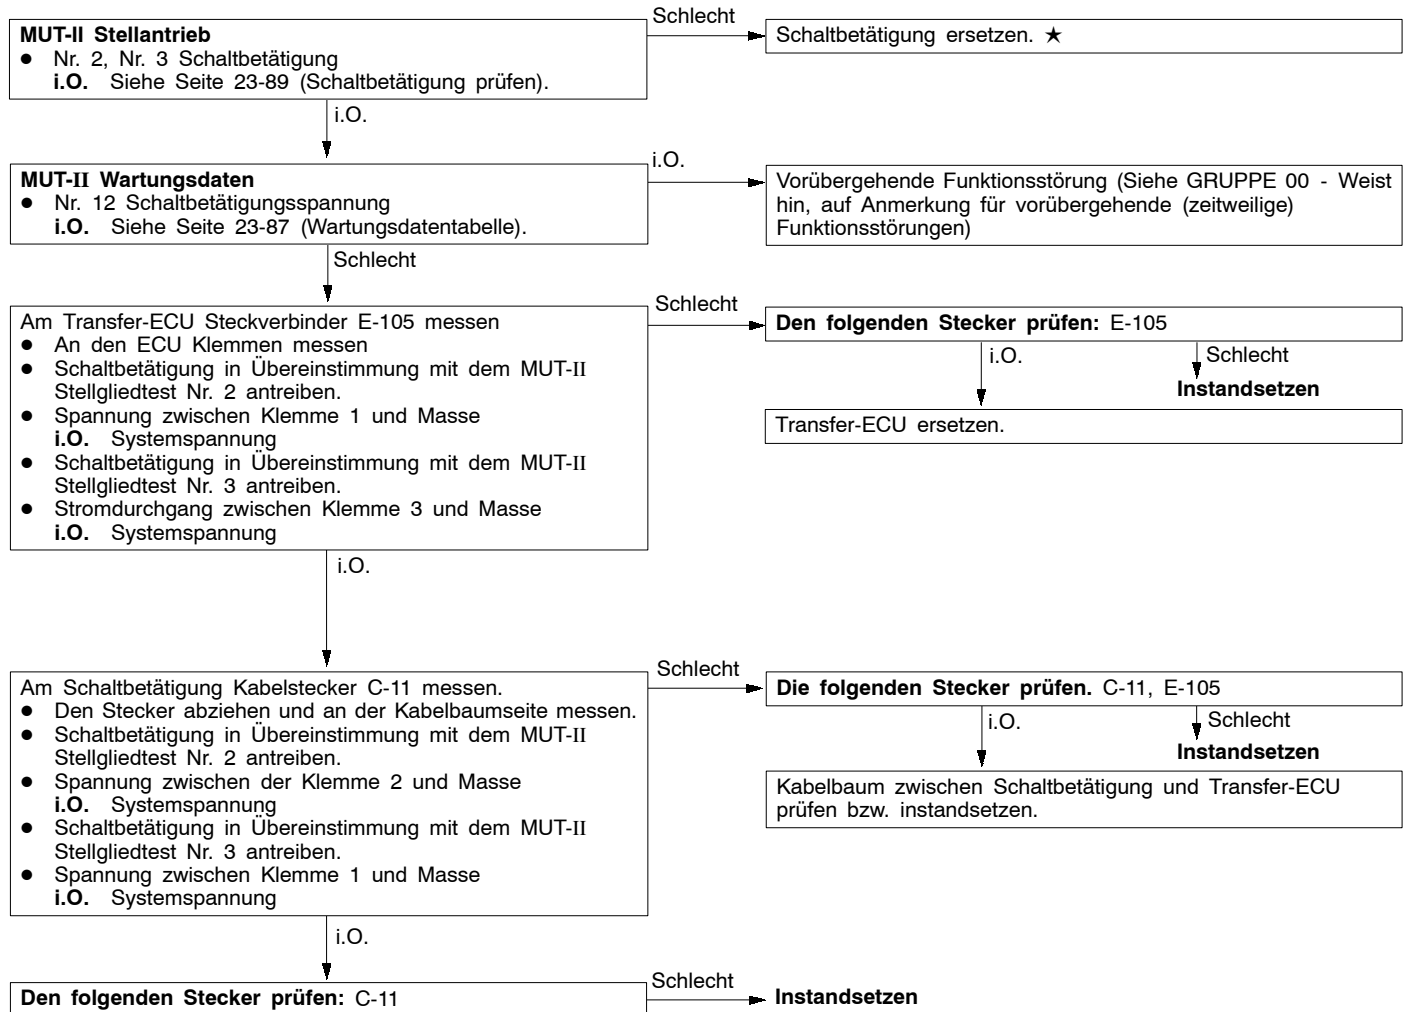 MUT-II Stellantrieb
● Nr. 2, Nr. 3 Schaltbetätigung
i.O. Siehe Seite 23-89 (Schaltbetätigung prüfen).
Schlecht
Schaltbetätigung ersetzen. ★
i.O.
MUT-II Wartungsdaten
● Nr. 12 Schaltbetätigungsspannung
i.O. Siehe Seite 23-87 (Wartungsdatentabelle).
i.O.
Vorübergehende Funktionsstörung (Siehe GRUPPE 00 - Weist
hin, auf Anmerkung für vorübergehende (zeitweilige)
Funktionsstörungen)
Schlecht
Am Transfer-ECU Steckverbinder E-105 messen
● An den ECU Klemmen messen
● Schaltbetätigung in Übereinstimmung mit dem MUT-II
Stellgliedtest Nr. 2 antreiben.
● Spannung zwischen Klemme 1 und Masse
i.O. Systemspannung
● Schaltbetätigung in Übereinstimmung mit dem MUT-II
Stellgliedtest Nr. 3 antreiben.
● Stromdurchgang zwischen Klemme 3 und Masse
i.O. Systemspannung
Schlecht
Den folgenden Stecker prüfen: E-105
i.O.
Schlecht
Instandsetzen
Transfer-ECU ersetzen.
i.O.
Am Schaltbetätigung Kabelstecker C-11 messen.
● Den Stecker abziehen und an der Kabelbaumseite messen.
● Schaltbetätigung in Übereinstimmung mit dem MUT-II
Stellgliedtest Nr. 2 antreiben.
● Spannung zwischen der Klemme 2 und Masse
i.O. Systemspannung
● Schaltbetätigung in Übereinstimmung mit dem MUT-II
Stellgliedtest Nr. 3 antreiben.
● Spannung zwischen Klemme 1 und Masse
i.O. Systemspannung
Schlecht
Die folgenden Stecker prüfen. C-11, E-105
i.O.
Schlecht
Instandsetzen
Kabelbaum zwischen Schaltbetätigung und Transfer-ECU
prüfen bzw. instandsetzen.
i.O.
Den folgenden Stecker prüfen: C-11
Schlecht
Instandsetzen